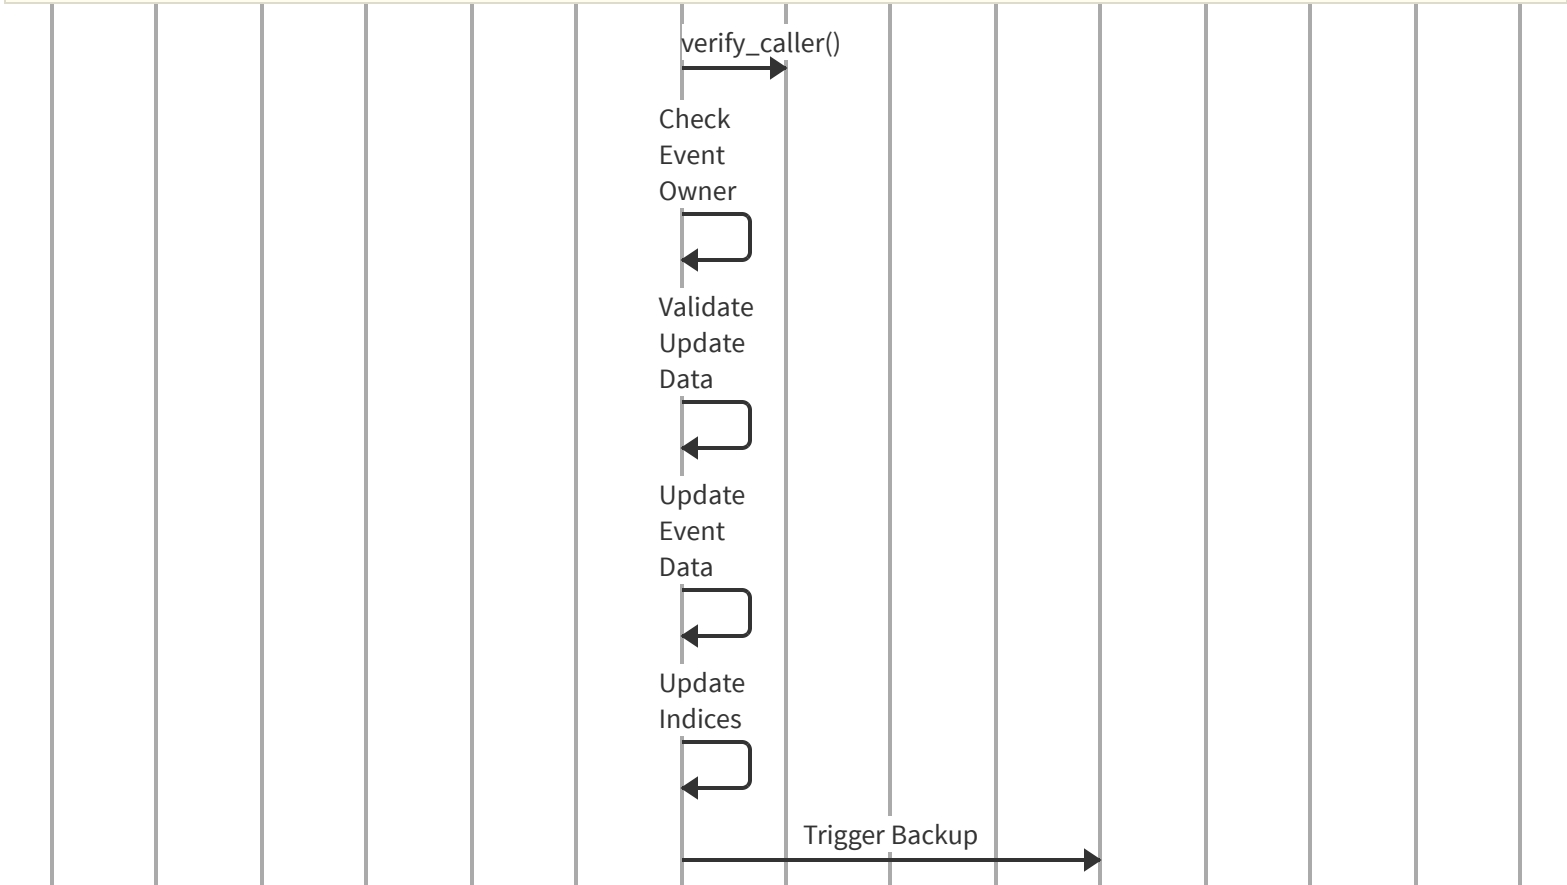 verify_caller()
Check
Event
Owner
Validate
Update
Data
Update
Event
Data
Update
Indices
Trigger Backup